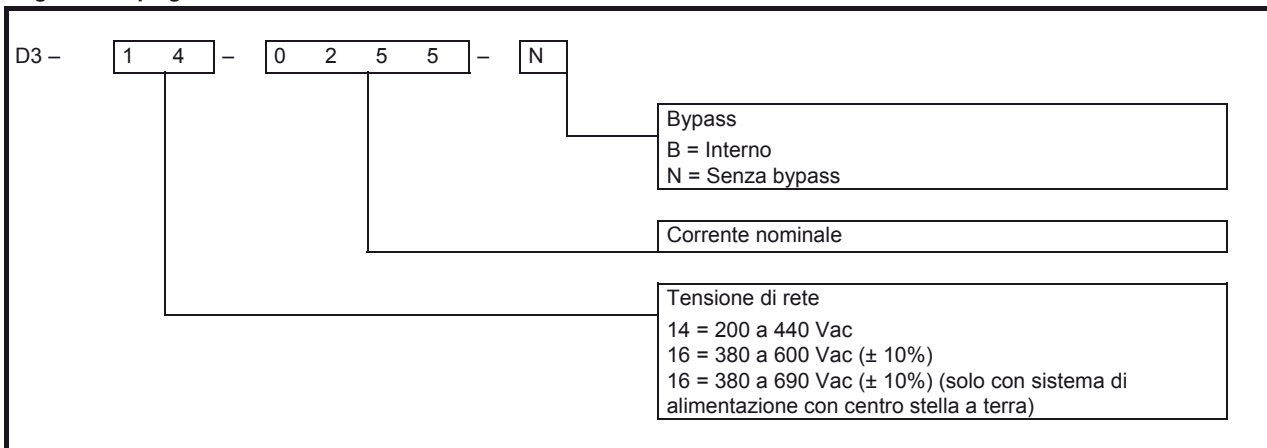 D3 – 1 4 – 0 2 5 5 – N
Bypass
B = Interno
N = Senza bypass
Corrente nominale
Tensione di rete
14 = 200 a 440 Vac
16 = 380 a 600 Vac (± 10%)
16 = 380 a 690 Vac (± 10%) (solo con sistema di
alimentazione con centro stella a terra)